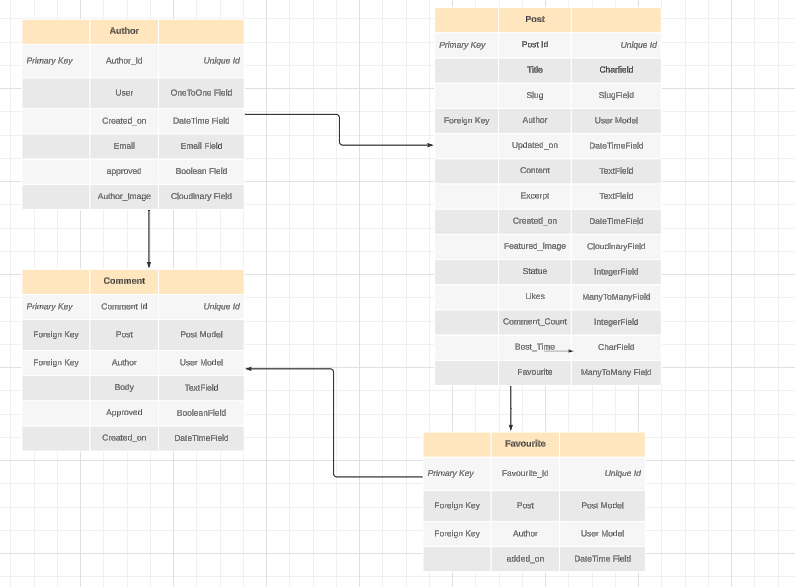 Author
Primary Key Author_Id Unique Id
User OneToOne Field
Created_on DateTime Field
Email Email Field
approved Boolean Field
Author_Image Cloudinary Field
Post
Primary Key Post Id Unique Id
Title Charfield
Slug SlugField
Foreign Key Author User Model
Updated_on DateTimeField
Content TextField
Excerpt TextField
Created_on DateTimeField
Featured_Image CloudinaryField
Statue IntegerField
Likes ManyToManyField
Comment_Count IntegerField
Best_Time CharField
Favourite ManyToMany Field
Comment
Primary Key Comment Id Unique Id
Foreign Key Post Post Model
Foreign Key Author User Model
Body TextField
Approved BooleanField
Created_on DateTimeField
Favourite
Primary Key Favourite_Id Unique Id
Foreign Key Post Post Model
Foreign Key Author User Model
added_on DateTime Field